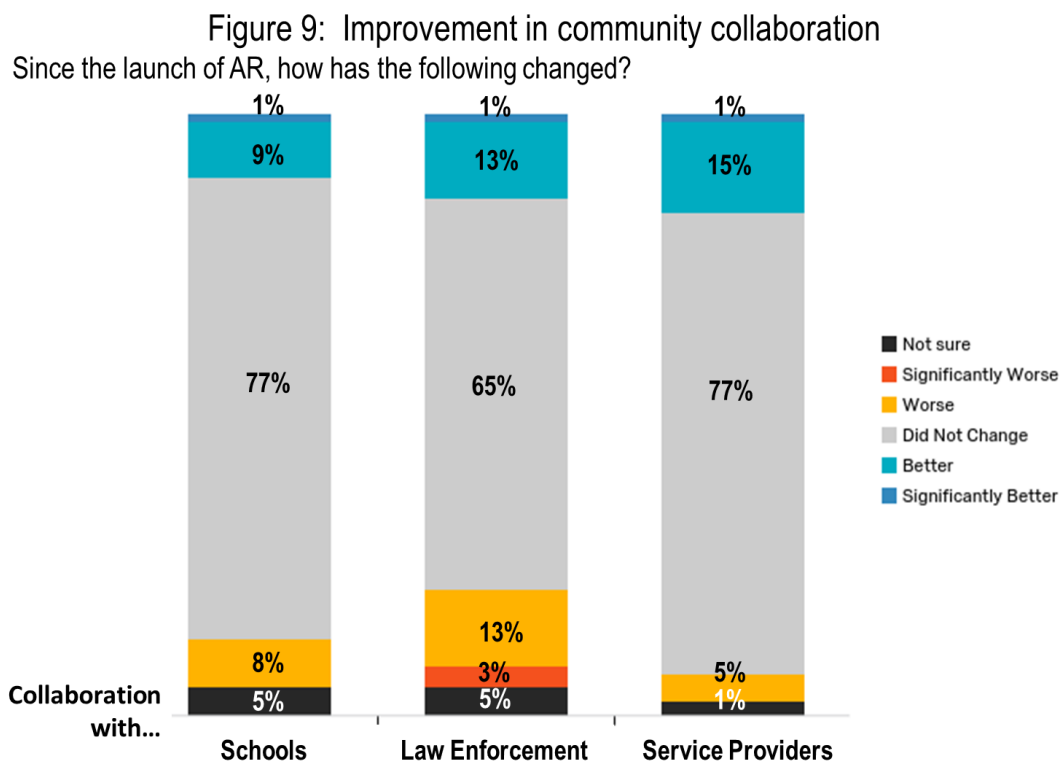 Figure 9:  Improvement in community collaboration
Since the launch of AR, how has the following changed?
1%
1%
1%
9%
13%
15%
77%
65%
77%
Not sure
Significantly Worse
Worse
Did Not Change
Better
Significantly Better
8%
13%
5%
3%
5%
5%
1%
Collaboration
with...
Schools
Law Enforcement
Service Providers